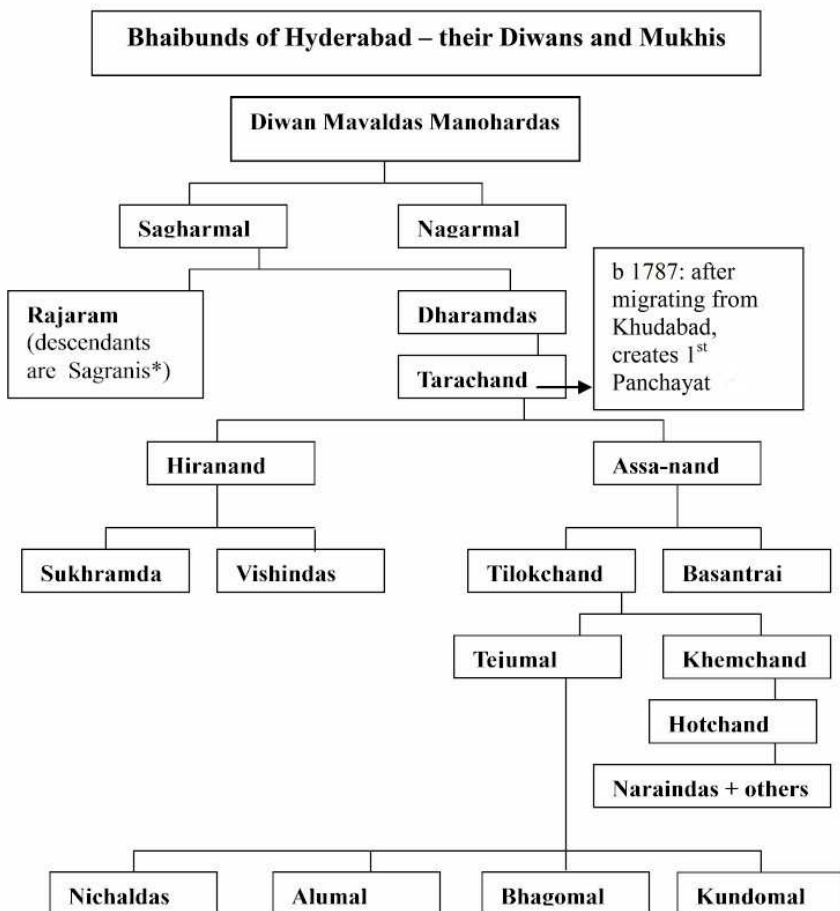 Bhaibunds of Hyderabad – their Diwans and Mukhis
Diwan Mavaldas Manohardas
Sagharmal
Nagarmal
b 1787: after
migrating from
Khudabad,
creates 1st
Panchayat
Rajaram
(descendants
are Sagranis*)
Dharamdas
Tarachand
Hiranand
Assa-nand
Sukhramda
Vishindas
Tilokchand
Basantrai
Tejumal
Khemchand
Hotchand
Naraindas + others
Nichaldas
Alumal
Bhagomal
Kundomal